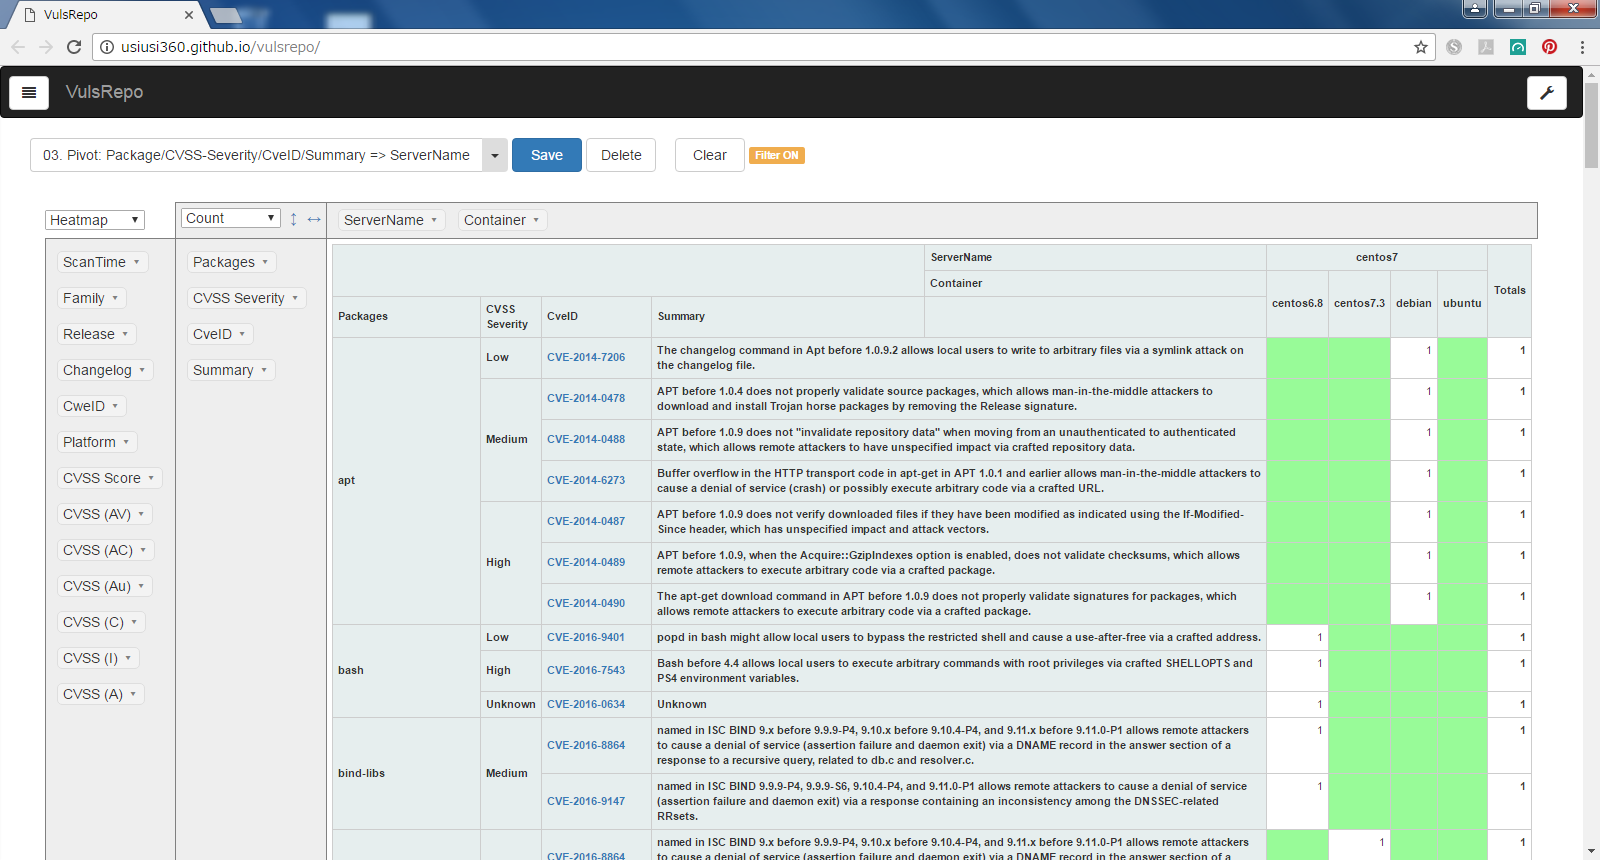 VulsRepo
usiusi360.github.io/vulsrepo/
VulsRepo
03. Pivot: Package/CVSS-Severity/CveID/Summary => ServerName
Save
Delete
Clear
Filter ON
Heatmap
Count
ServerName
Container
ScanTime
Family
Release
Changelog
CweID
Platform
CVSS Score
CVSS (AV)
CVSS (AC)
CVSS (Au)
CVSS (C)
CVSS (I)
CVSS (A)
Packages
CVSS Severity
CveID
Summary
ServerName
centos7
Totals
Container
centos6.8
centos7.3
debian
ubuntu
Packages
CVSS
Severity
CveID
Summary
apt
Low
CVE-2014-7206
The changelog command in Apt before 1.0.9.2 allows local users to write to arbitrary files via a symlink attack on
the changelog file.
1
1
Medium
CVE-2014-0478
APT before 1.0.4 does not properly validate source packages, which allows man-in-the-middle attackers to
download and install Trojan horse packages by removing the Release signature.
1
1
CVE-2014-0488
APT before 1.0.9 does not "invalidate repository data" when moving from an unauthenticated to authenticated
state, which allows remote attackers to have unspecified impact via crafted repository data.
1
1
CVE-2014-6273
Buffer overflow in the HTTP transport code in apt-get in APT 1.0.1 and earlier allows man-in-the-middle attackers to
cause a denial of service (crash) or possibly execute arbitrary code via a crafted URL.
1
1
High
CVE-2014-0487
APT before 1.0.9 does not verify downloaded files if they have been modified as indicated using the If-Modified-
Since header, which has unspecified impact and attack vectors.
1
1
CVE-2014-0489
APT before 1.0.9, when the Acquire::GzipIndexes option is enabled, does not validate checksums, which allows
remote attackers to execute arbitrary code via a crafted package.
1
1
CVE-2014-0490
The apt-get download command in APT before 1.0.9 does not properly validate signatures for packages, which
allows remote attackers to execute arbitrary code via a crafted package.
1
1
bash
Low
CVE-2016-9401
popd in bash might allow local users to bypass the restricted shell and cause a use-after-free via a crafted address.
1
1
High
CVE-2016-7543
Bash before 4.4 allows local users to execute arbitrary commands with root privileges via crafted SHELLOPTS and
PS4 environment variables.
1
1
Unknown
CVE-2016-0634
Unknown
1
1
bind-libs
Medium
CVE-2016-8864
named in ISC BIND 9.x before 9.9.9-P4, 9.10.x before 9.10.4-P4, and 9.11.x before 9.11.0-P1 allows remote attackers
to cause a denial of service (assertion failure and daemon exit) via a DNAME record in the answer section of a
response to a recursive query, related to db.c and resolver.c.
1
1
CVE-2016-9147
named in ISC BIND 9.9.9-P4, 9.9.9-S6, 9.10.4-P4, and 9.11.0-P1 allows remote attackers to cause a denial of service
(assertion failure and daemon exit) via a response containing an inconsistency among the DNSSEC-related
RRsets.
1
1
CVE-2016-8864
named in ISC BIND 9.x before 9.9.9-P4, 9.10.x before 9.10.4-P4, and 9.11.x before 9.11.0-P1 allows remote attackers
to cause a denial of service (assertion failure and daemon exit) via a DNAME record in the answer section of a
1
1